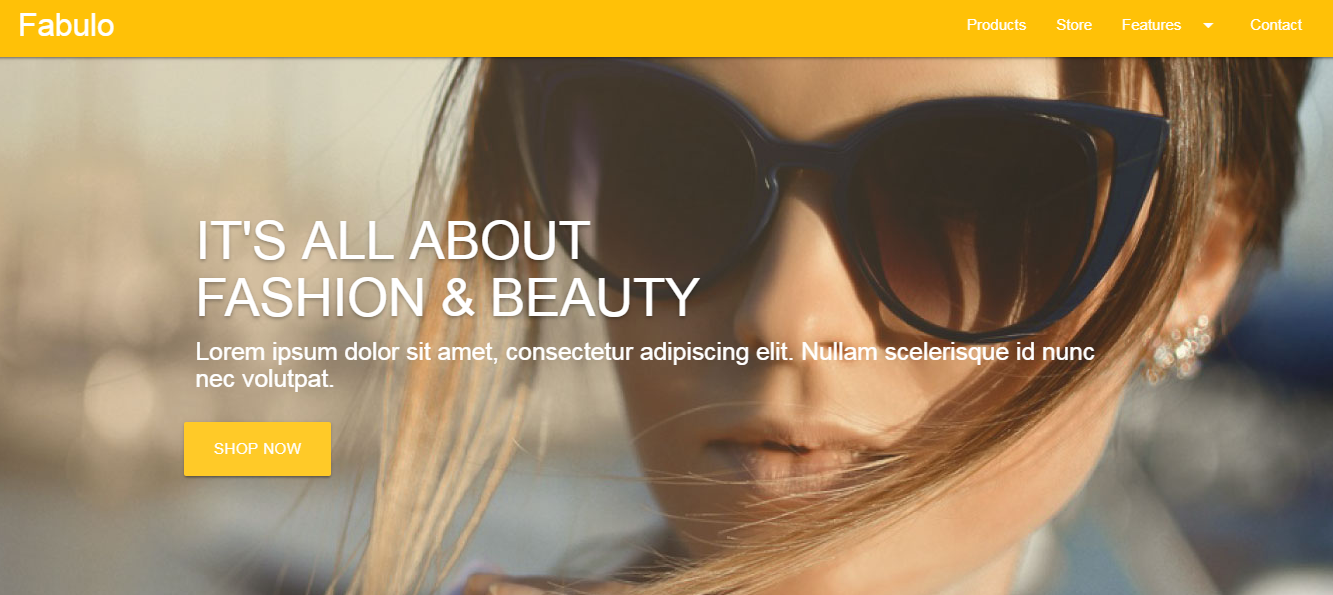 Fabulo
Products Store Features Contact
IT'S ALL ABOUT
FASHION & BEAUTY
Lorem ipsum dolor sit amet, consectetur adipiscing elit. Nullam scelerisque id nunc
nec volutpat.
SHOP NOW